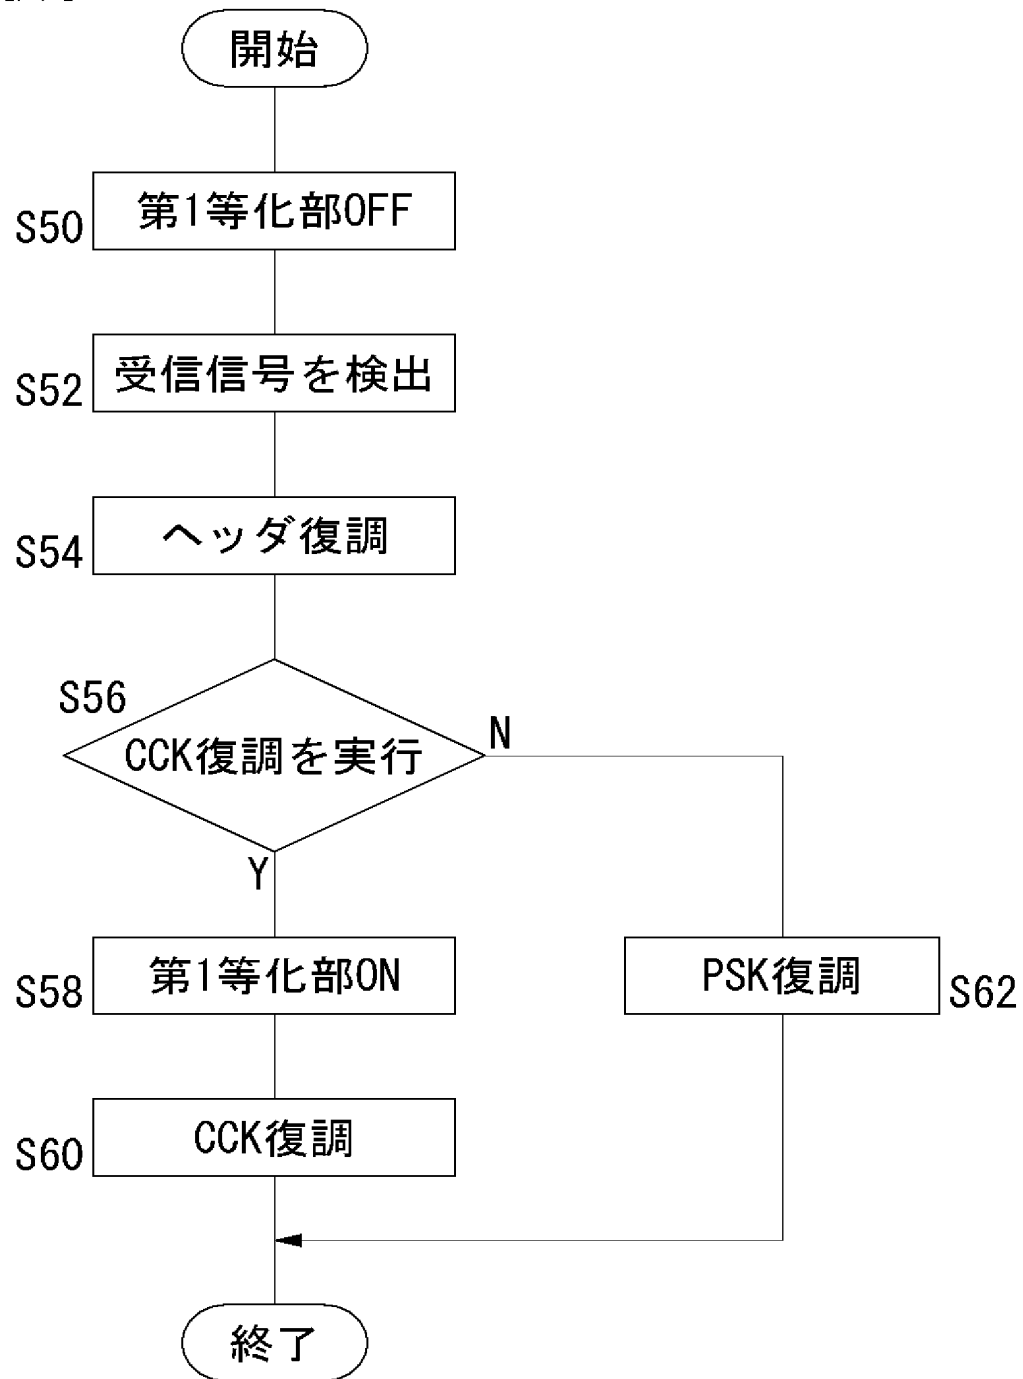 開始
S50
第1等化部OFF
S52
受信信号を検出
S54
ヘッダ復調
S56
CCK復調を実行
N
Y
S58
第1等化部ON
PSK復調
S62
S60
CCK復調
終了